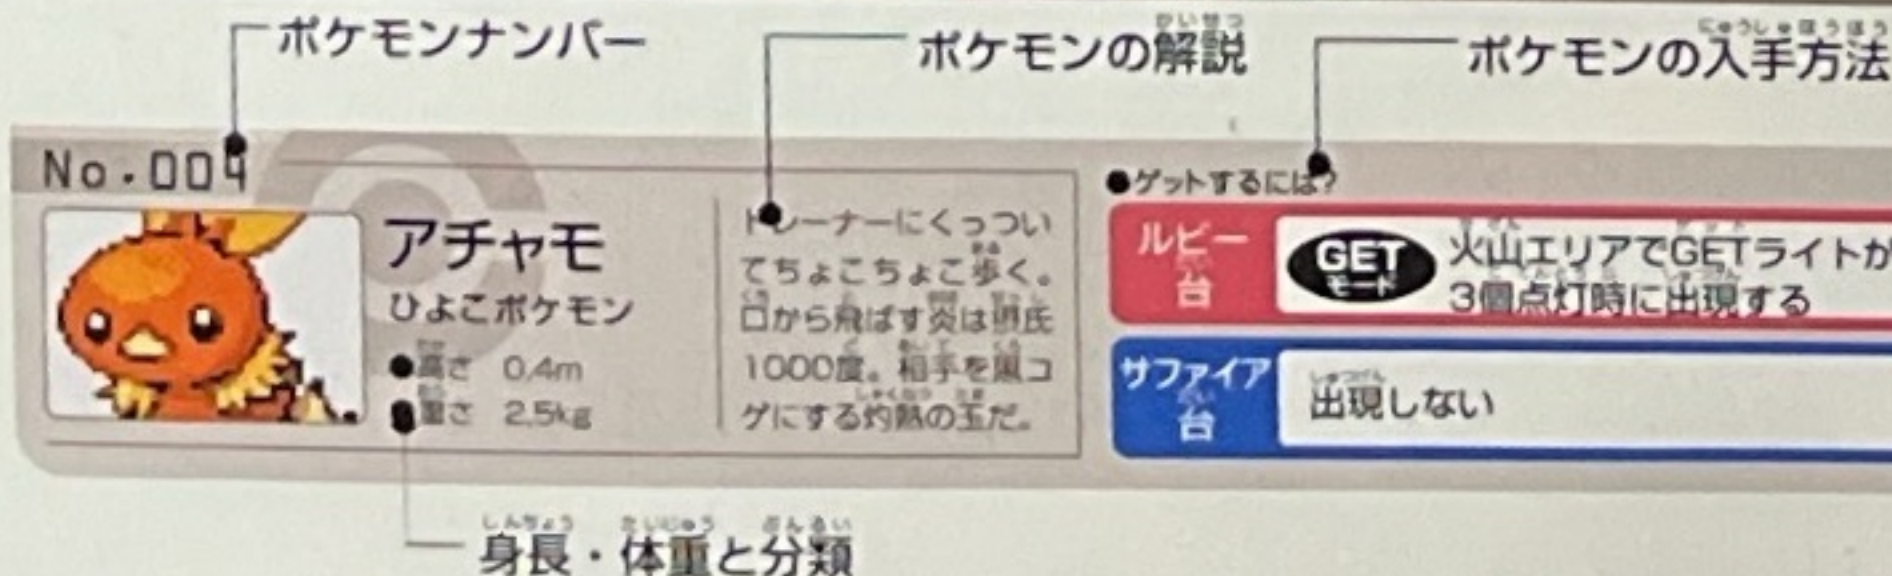 ポケモンナンバー
ポケモンの解説
ポケモンの入手方法
No.004
アチャモ
ひよこポケモン
●高さ 0.4m
●重さ 2.5kg
トレーナーにくっつい
てちょこちょこ歩く。
口から飛ばす炎は摂氏
1000度。相手を黒コ
ゲにする灼熱の玉だ。
●ゲットするには?
ルビー台
GETモード
火山エリアでGETライトが
3個点灯時に出現する
サファイア台
出現しない
身長・体重と分類